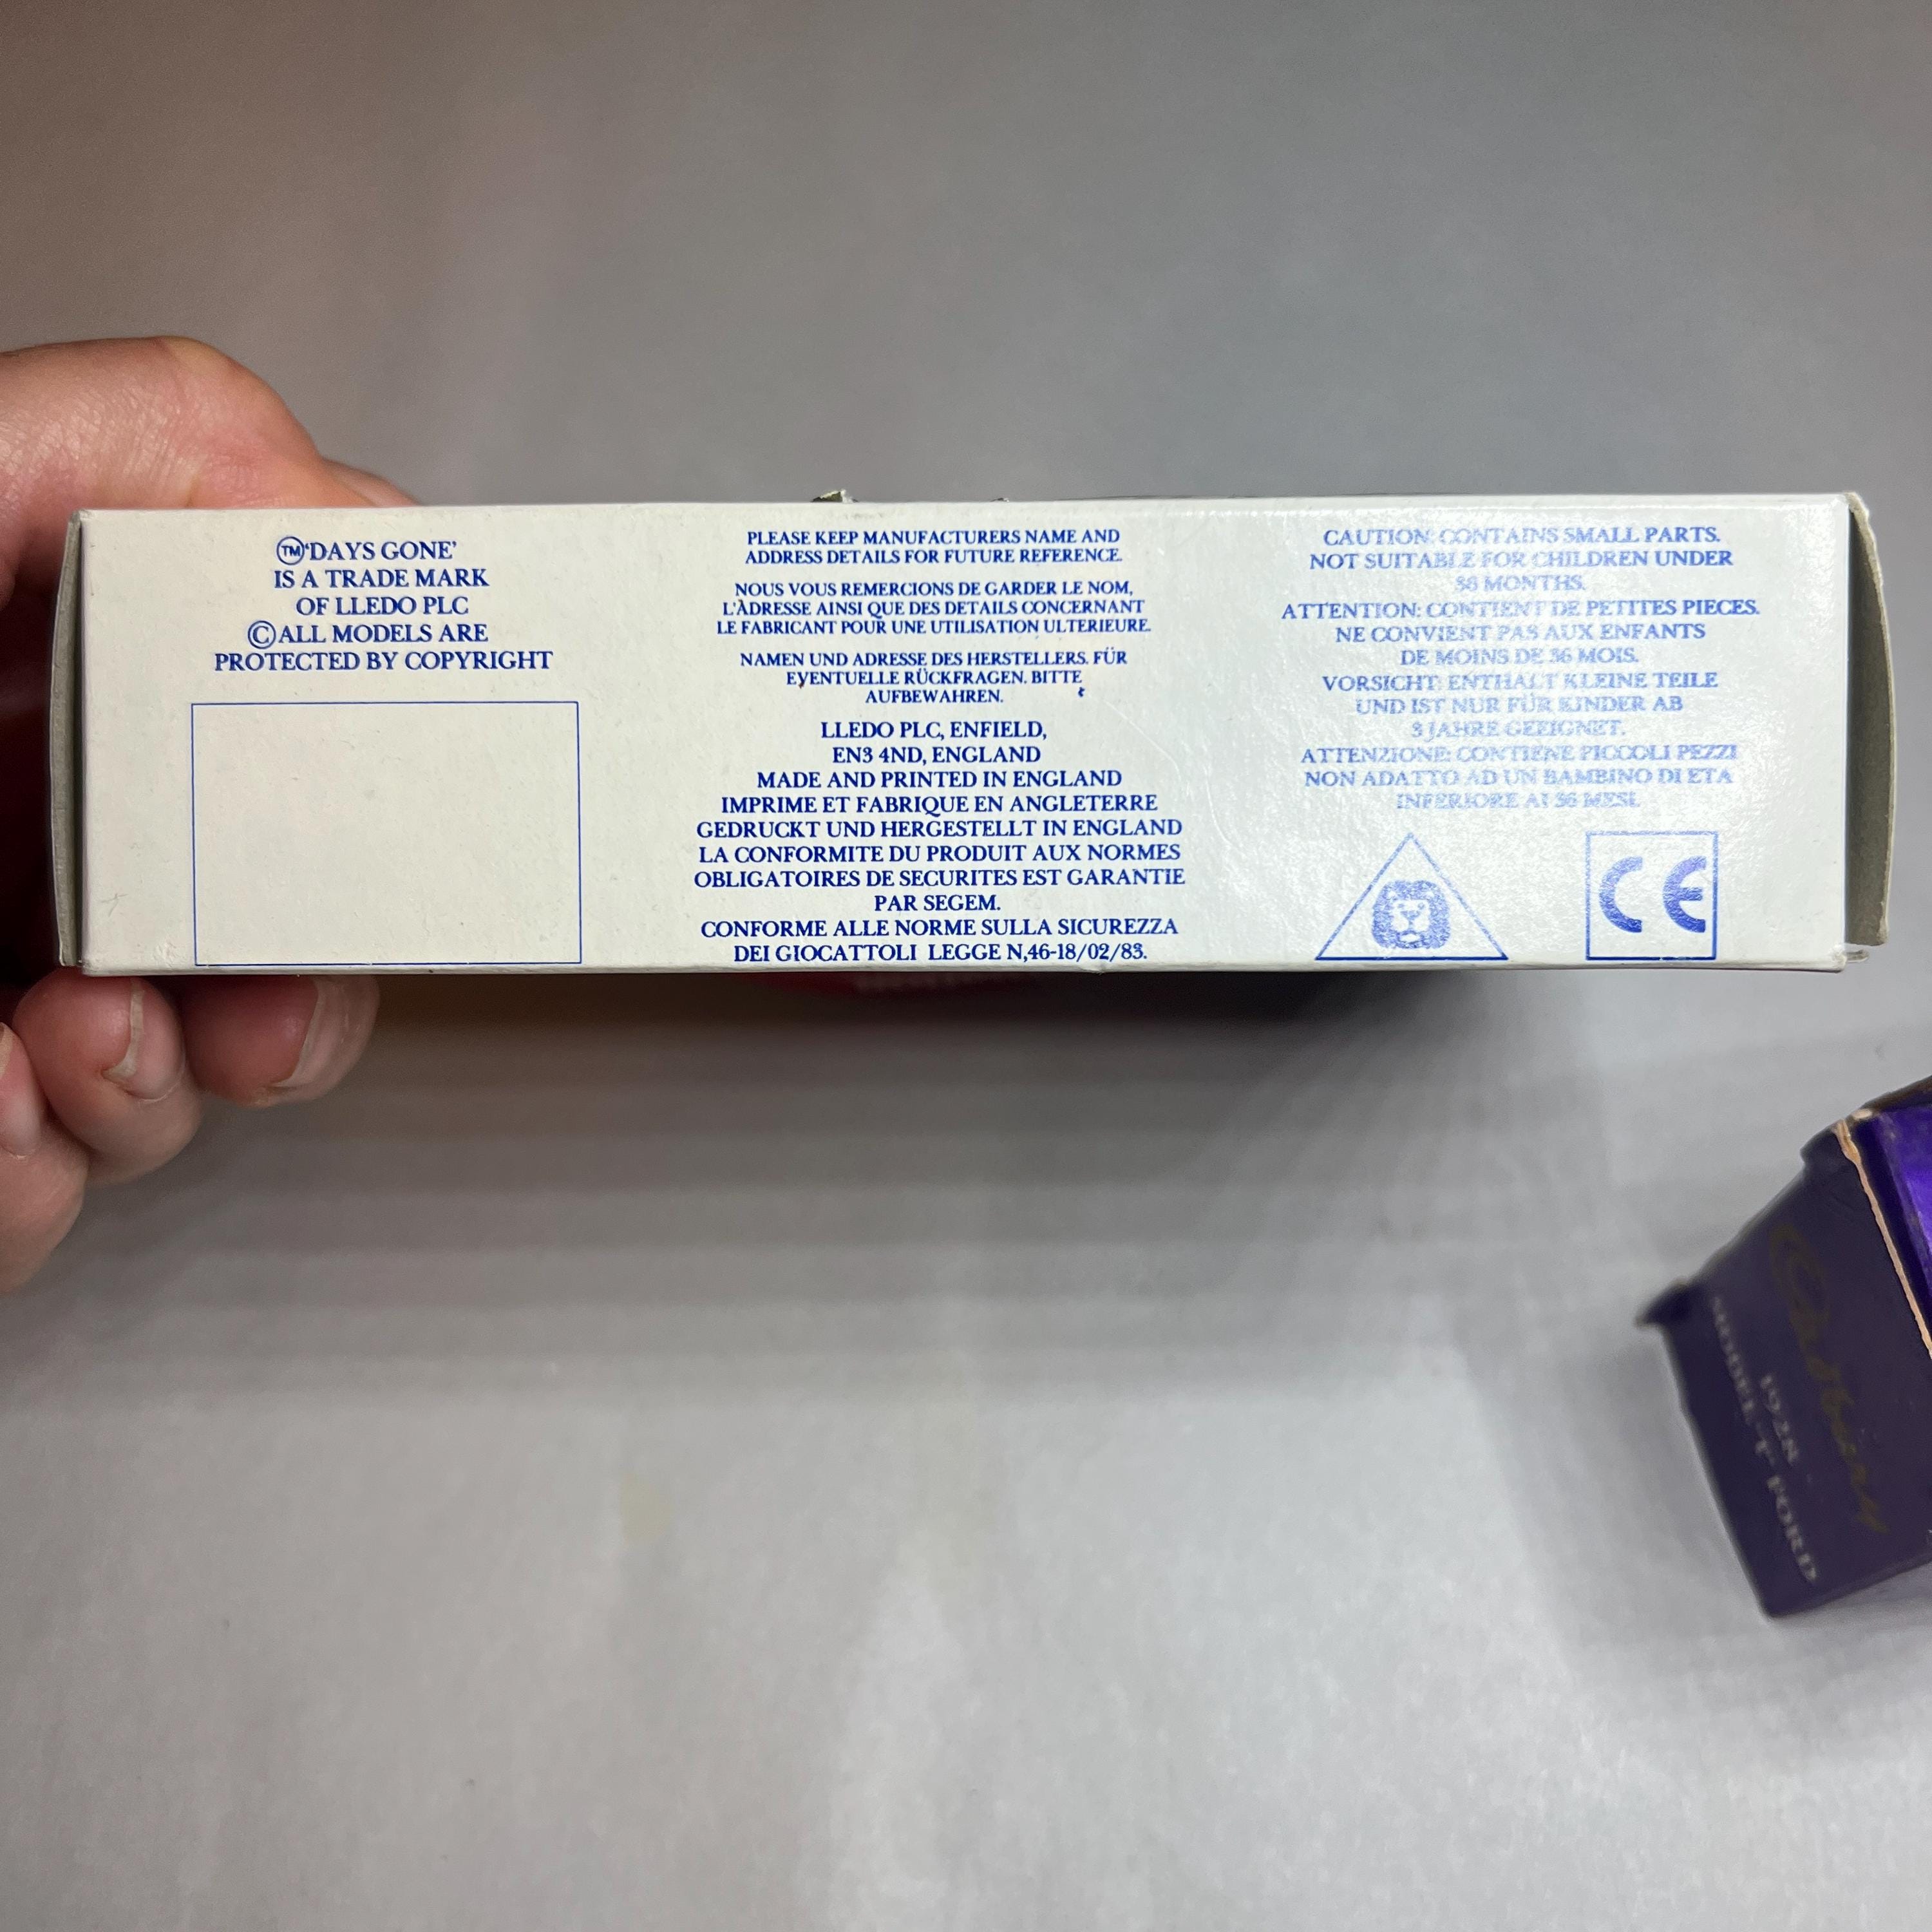 TM 'DAYS GONE'
IS A TRADE MARK
OF LLEDO PLC
© ALL MODELS ARE
PROTECTED BY COPYRIGHT
PLEASE KEEP MANUFACTURERS NAME AND
ADDRESS DETAILS FOR FUTURE REFERENCE.
NOUS VOUS REMERCIONS DE GARDER LE NOM,
L'ÀDRESSE AINSI QUE DES DETAILS CONCERNANT
LE FABRICANT POUR UNE UTILISATION ULTERIEURE.
NAMEN UND ADRESSE DES HERSTELLERS. FÜR
EVENTUELLE RÜCKFRAGEN. BITTE
AUFBEWAHREN.
LLEDO PLC, ENFIELD,
EN3 4ND, ENGLAND
MADE AND PRINTED IN ENGLAND
IMPRIME ET FABRIQUE EN ANGLETERRE
GEDRUCKT UND HERGESTELLT IN ENGLAND
LA CONFORMITE DU PRODUIT AUX NORMES
OBLIGATOIRES DE SECURITES EST GARANTIE
PAR SEGEM.
CONFORME ALLE NORME SULLA SICUREZZA
DEI GIOCATTOLI LEGGE N,46-18/02/83.
CAUTION: CONTAINS SMALL PARTS.
NOT SUITABLE FOR CHILDREN UNDER
36 MONTHS.
ATTENTION: CONTIENT DE PETITES PIECES.
NE CONVIENT PAS AUX ENFANTS
DE MOINS DE 36 MOIS.
VORSICHT: ENTHALT KLEINE TEILE
UND IST NUR FÜR KINDER AB
3 JAHRE GEEIGNET.
ATTENZIONE: CONTIENE PICCOLI PEZZI
NON ADATTO AD UN BAMBINO DI ETA
INFERIORE AI 36 MESI.
CE
Cadbury
1928
MODEL 'T' FORD